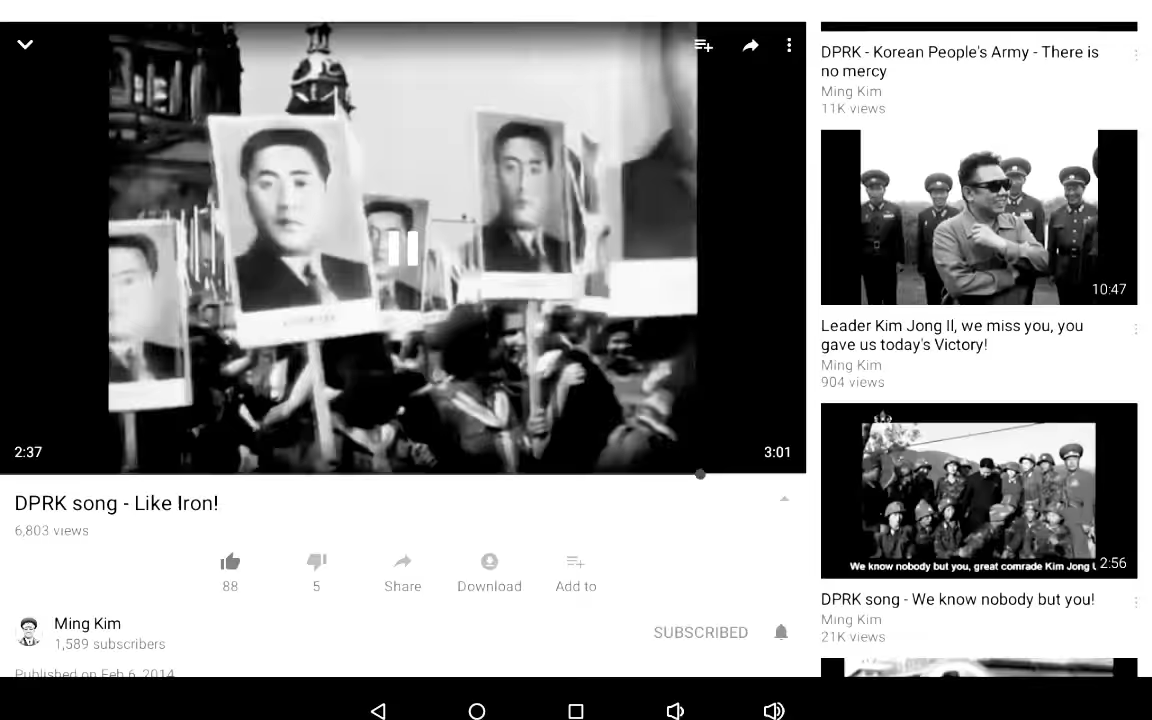 2:37
3:01
DPRK song - Like Iron!
6,803 views
88
5
Share
Download
Add to
Ming Kim
1,589 subscribers
SUBSCRIBED
Published on Feb 6, 2014
DPRK - Korean People's Army - There is
no mercy
Ming Kim
11K views
10:47
Leader Kim Jong Il, we miss you, you
gave us today's Victory!
Ming Kim
904 views
We know nobody but you, great comrade Kim Jong
2:56
DPRK song - We know nobody but you!
Ming Kim
21K views